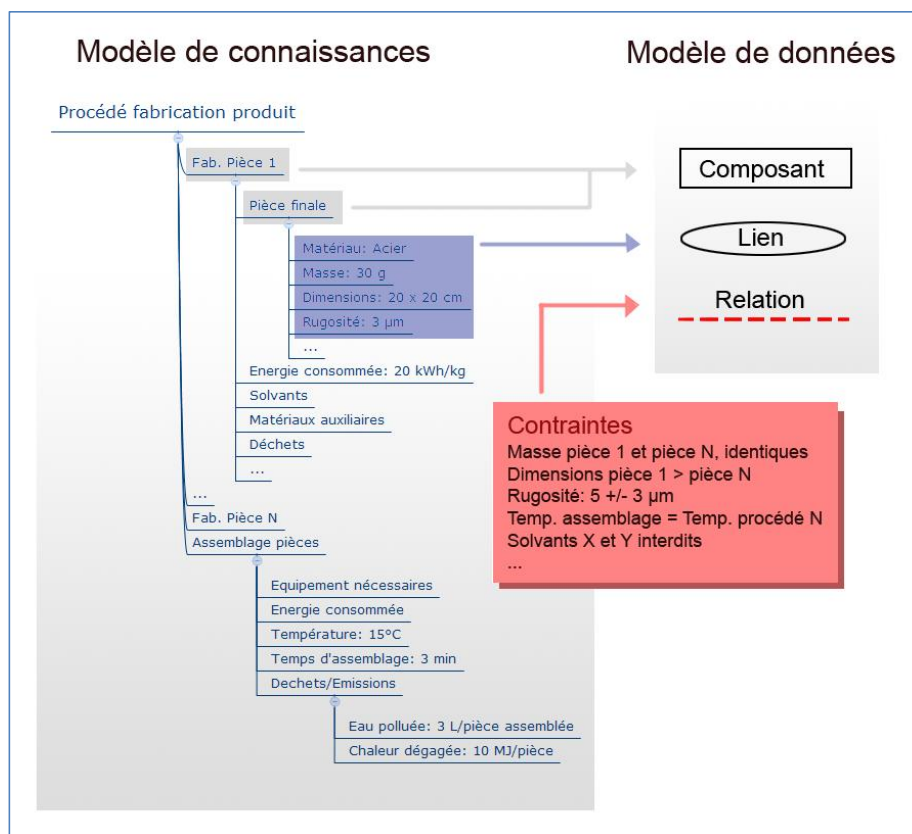 Modèle de connaissances
Modèle de données
Procédé fabrication produit
Fab. Pièce 1
Pièce finale
Matériau: Acier
Masse: 30 g
Dimensions: 20 x 20 cm
Rugosité: 3 µm
...
Energie consommée: 20 kWh/kg
Solvants
Matériaux auxiliaires
Déchets
...
...
Fab. Pièce N
Assemblage pièces
Equipement nécessaires
Energie consommée
Température: 15°C
Temps d'assemblage: 3 min
Dechets/Emissions
Eau polluée: 3 L/pièce assemblée
Chaleur dégagée: 10 MJ/pièce
Composant
Lien
Relation
Contraintes
Masse pièce 1 et pièce N, identiques
Dimensions pièce 1 > pièce N
Rugosité: 5 +/- 3 µm
Temp. assemblage = Temp. procédé N
Solvants X et Y interdits
...